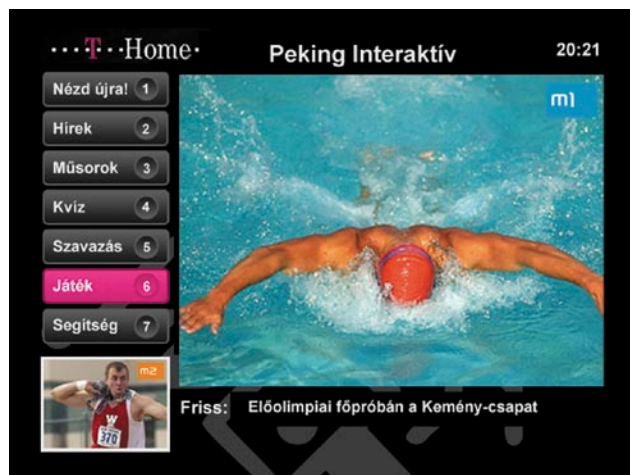 ···T··Home·
Peking Interaktív
20:21
Nézd újra! 1
Hírek 2
Műsorok 3
Kvíz 4
Szavazás 5
Játék 6
Segítség 7
m1
m2
W
370
Friss: Előolimpiai főpróbán a Kemény-csapat